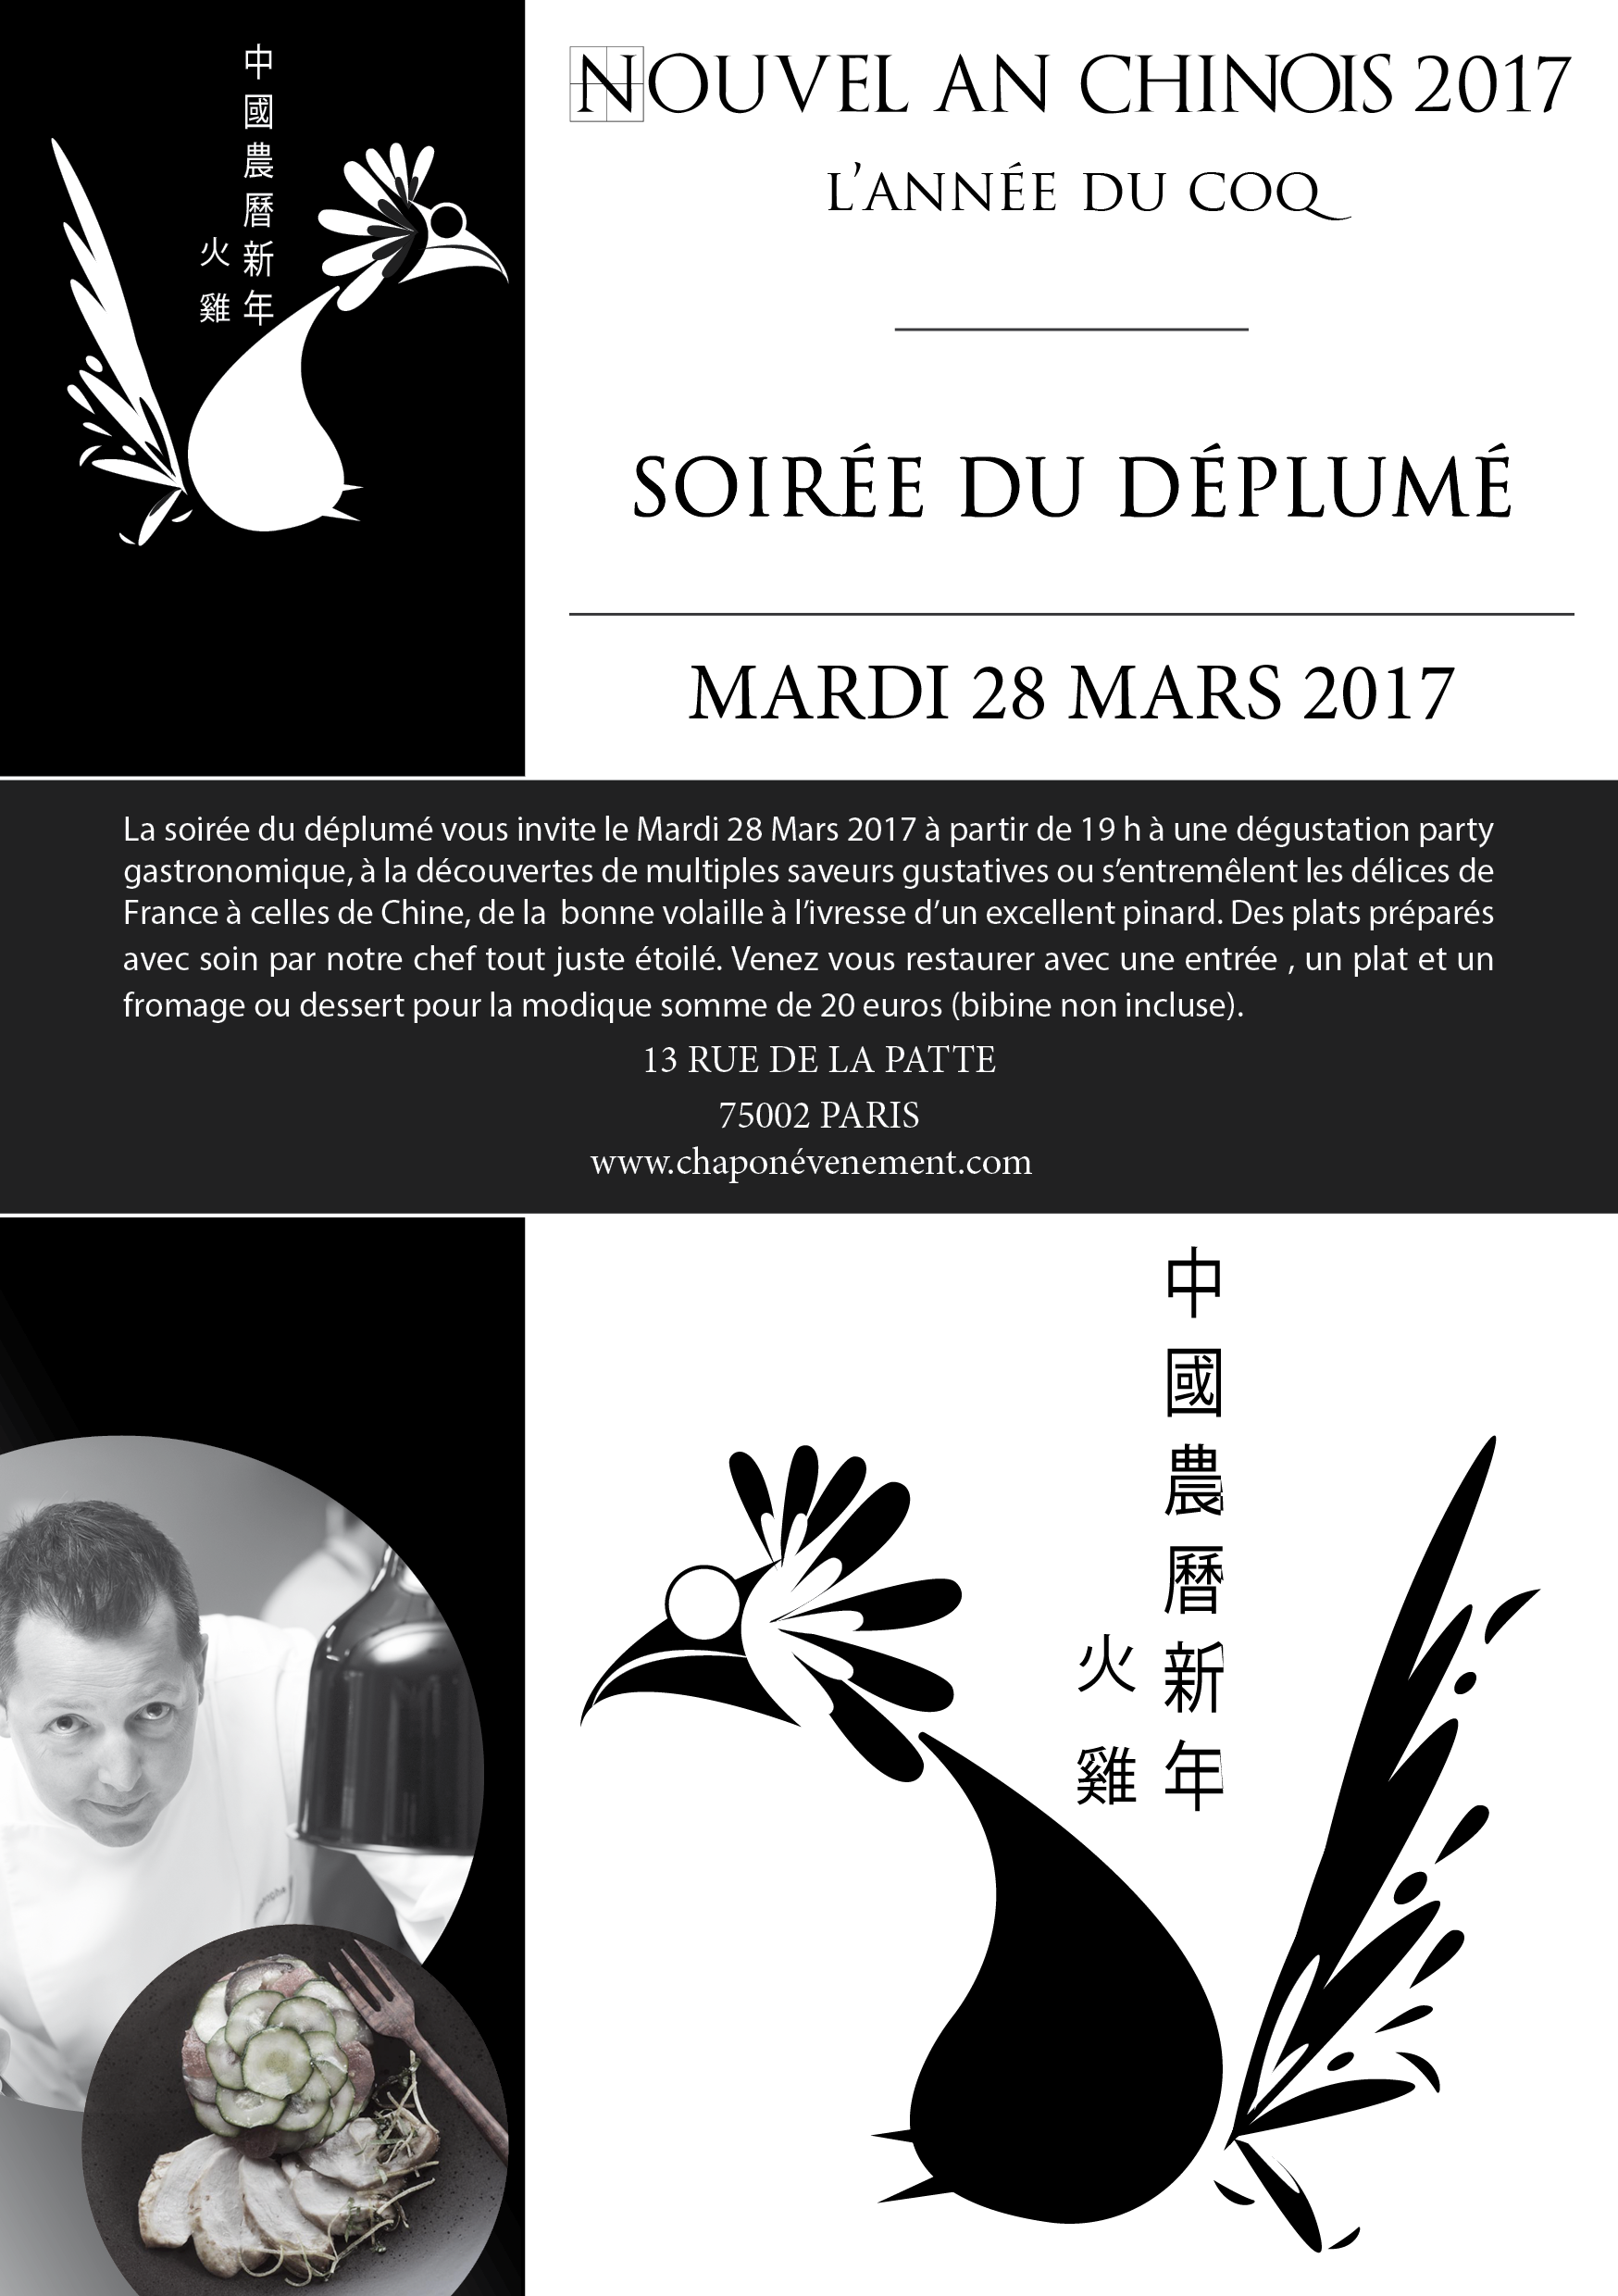 中國農曆新年
火雞
NOUVEL AN CHINOIS 2017
L’ANNÉE DU COQ
SOIRÉE DU DÉPLUMÉ
MARDI 28 MARS 2017
La soirée du déplumé vous invite le Mardi 28 Mars 2017 à partir de 19 h à une dégustation party
gastronomique, à la découvertes de multiples saveurs gustatives ou s’entremêlent les délices de
France à celles de Chine, de la  bonne volaille à l’ivresse d’un excellent pinard. Des plats préparés
avec soin par notre chef tout juste étoilé. Venez vous restaurer avec une entrée , un plat et un
fromage ou dessert pour la modique somme de 20 euros (bibine non incluse).
13 RUE DE LA PATTE
75002 PARIS
www.chaponévenement.com
中國農曆新年
火雞